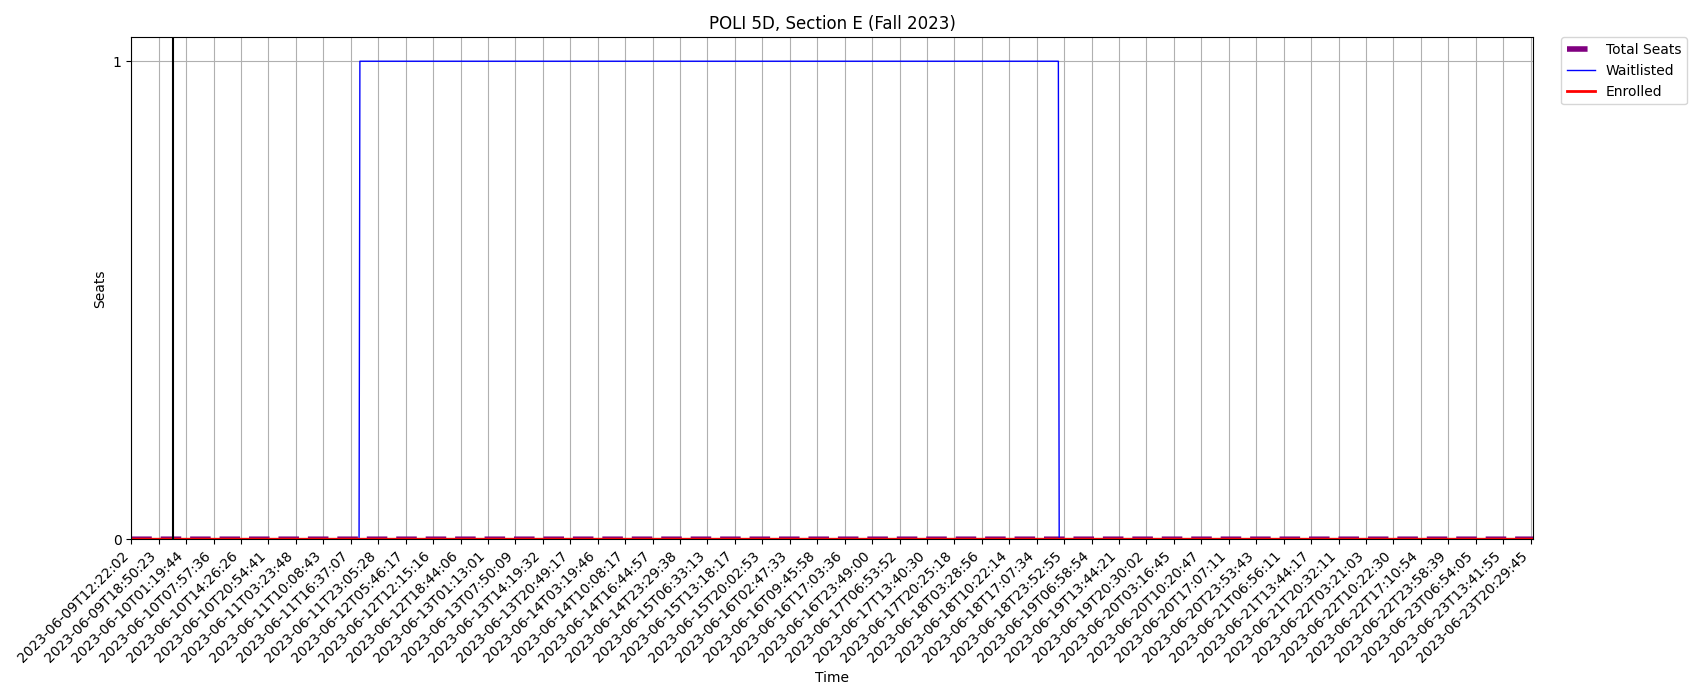 POLI 5D, Section E (Fall 2023)
Total Seats
Waitlisted
Enrolled
1
0
Seats
2023-06-09T12:22:02
2023-06-09T18:50:23
2023-06-10T01:19:44
2023-06-10T07:57:36
2023-06-10T14:26:26
2023-06-10T20:54:41
2023-06-11T03:23:48
2023-06-11T10:08:43
2023-06-11T16:37:07
2023-06-11T23:05:28
2023-06-12T05:46:17
2023-06-12T12:15:16
2023-06-12T18:44:06
2023-06-13T01:13:01
2023-06-13T07:50:09
2023-06-13T14:19:32
2023-06-13T20:49:17
2023-06-14T03:19:46
2023-06-14T10:08:17
2023-06-14T16:44:57
2023-06-14T23:29:38
2023-06-15T06:33:13
2023-06-15T13:18:17
2023-06-15T20:02:53
2023-06-16T02:47:33
2023-06-16T09:45:58
2023-06-16T17:03:36
2023-06-16T23:49:00
2023-06-17T06:53:52
2023-06-17T13:40:30
2023-06-17T20:25:18
2023-06-18T03:28:56
2023-06-18T10:22:14
2023-06-18T17:07:34
2023-06-18T23:52:55
2023-06-19T06:58:54
2023-06-19T13:44:21
2023-06-19T20:30:02
2023-06-20T03:16:45
2023-06-20T10:20:47
2023-06-20T17:07:11
2023-06-20T23:53:43
2023-06-21T06:56:11
2023-06-21T13:44:17
2023-06-21T20:32:11
2023-06-22T03:21:03
2023-06-22T10:22:30
2023-06-22T17:10:54
2023-06-22T23:58:39
2023-06-23T06:54:05
2023-06-23T13:41:55
2023-06-23T20:29:45
Time